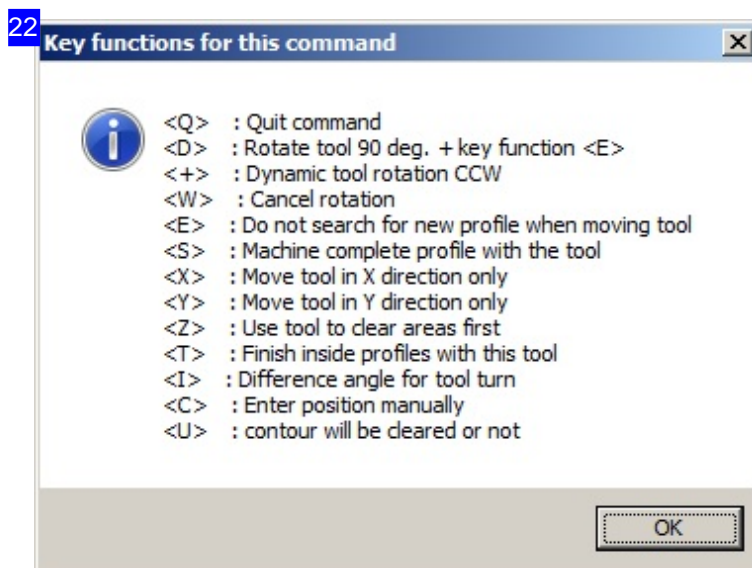 22
Key functions for this command
<Q> : Quit command
<D> : Rotate tool 90 deg. + key function <E>
<+> : Dynamic tool rotation CCW
<W> : Cancel rotation
<E> : Do not search for new profile when moving tool
<S> : Machine complete profile with the tool
<X> : Move tool in X direction only
<Y> : Move tool in Y direction only
<Z> : Use tool to clear areas first
<T> : Finish inside profiles with this tool
<I> : Difference angle for tool turn
<C> : Enter position manually
<U> : contour will be cleared or not
OK